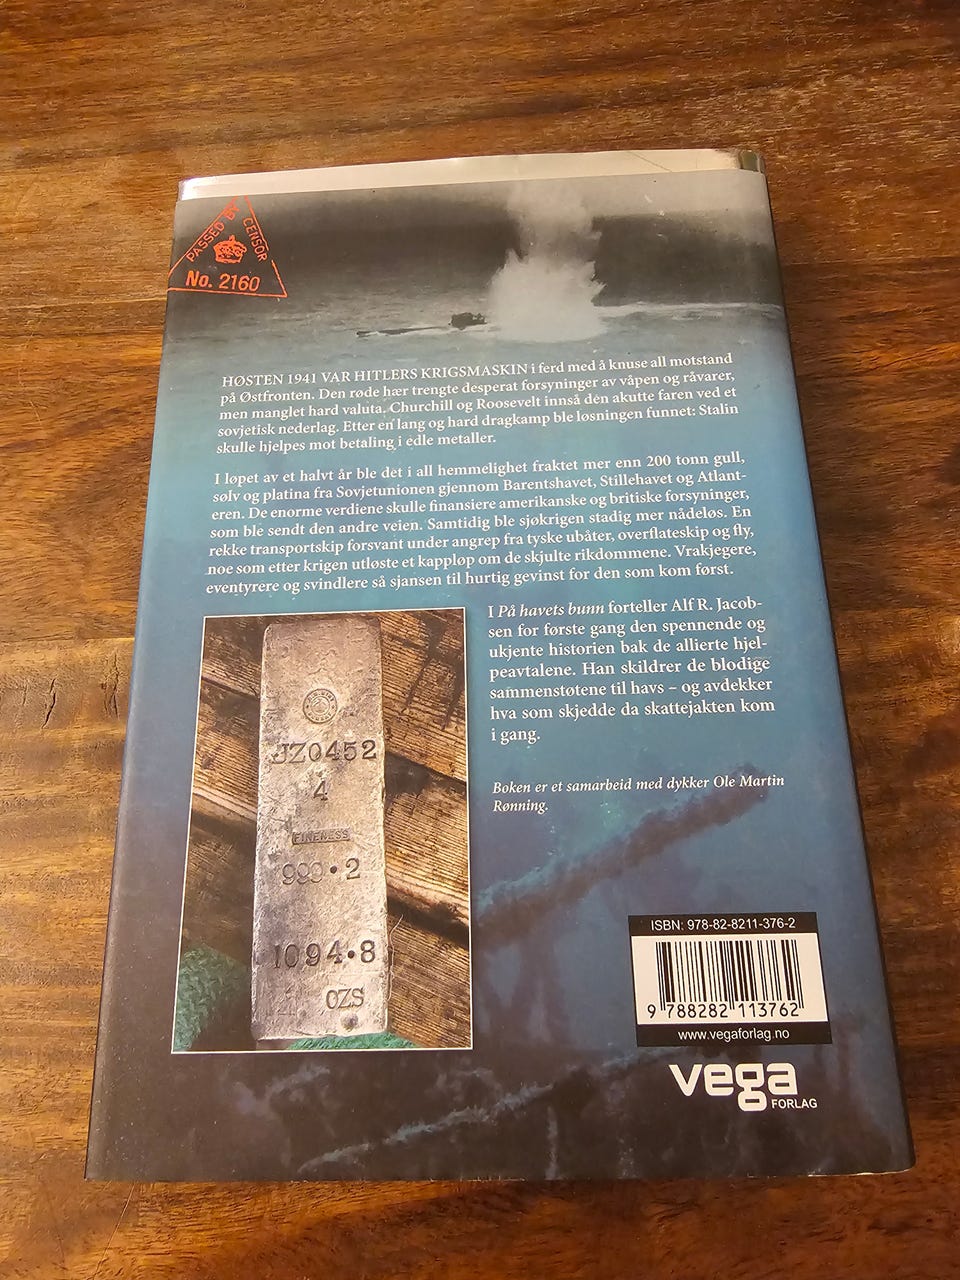 PASSED BY CENSOR
No. 2160
HØSTEN 1941 VAR HITLERS KRIGSMASKIN i ferd med å knuse all motstand
på Østfronten. Den røde hær trengte desperat forsyninger av våpen og råvarer,
men manglet hard valuta. Churchill og Roosevelt innså den akutte faren ved et
sovjetisk nederlag. Etter en lang og hard dragkamp ble løsningen funnet: Stalin
skulle hjelpes mot betaling i edle metaller.
I løpet av et halvt år ble det i all hemmelighet fraktet mer enn 200 tonn gull,
sølv og platina fra Sovjetunionen gjennom Barentshavet, Stillehavet og Atlant-
eren. De enorme verdiene skulle finansiere amerikanske og britiske forsyninger,
som ble sendt den andre veien. Samtidig ble sjøkrigen stadig mer nådeløs. En
rekke transportskip forsvant under angrep fra tyske ubåter, overflateskip og fly,
noe som etter krigen utløste et kappløp om de skjulte rikdommene. Vrakjegere,
eventyrere og svindlere så sjansen til hurtig gevinst for den som kom først.
I På havets bunn forteller Alf R. Jacob-
sen for første gang den spennende og
ukjente historien bak de allierte hjel-
peavtalene. Han skildrer de blodige
sammenstøtene til havs – og avdekker
hva som skjedde da skattejakten kom
i gang.
Boken er et samarbeid med dykker Ole Martin
Rønning.
JZ0452
4
FINENESS
999•2
1094•8
OZS
ISBN: 978-82-8211-376-2
9 788282 113762
www.vegaforlag.no
vega
FORLAG